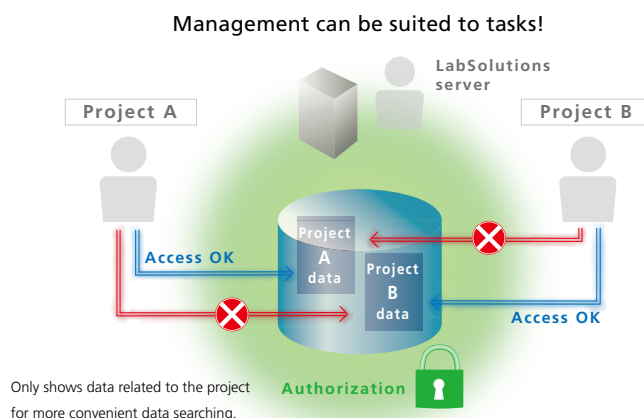 Management can be suited to tasks!
LabSolutions
server
Project A
Project B
Project
A
data
Access OK
Project
B
data
Access OK
Authorization
Only shows data related to the project
for more convenient data searching.